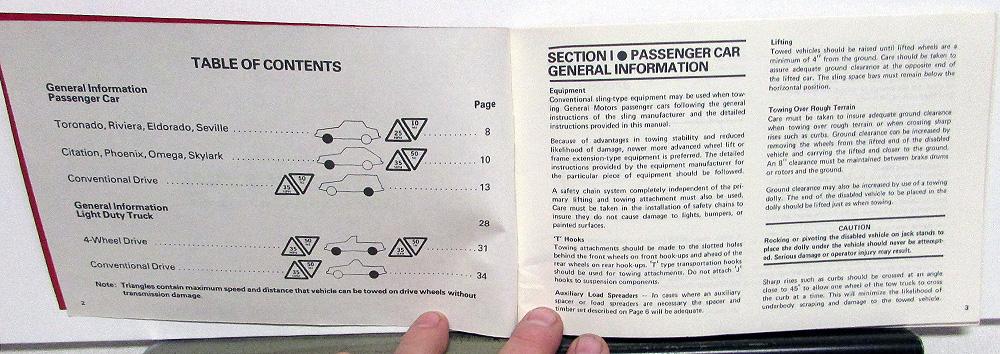 TABLE OF CONTENTS
General Information
Passenger Car
Page
Toronado, Riviera, Eldorado, Seville 25 MPH 10 8
Citation, Phoenix, Omega, Skylark 35 MPH 50 10
Conventional Drive 35 MPH 50 13
General Information
Light Duty Truck
28
4-Wheel Drive 35 MPH 50 35 MPH 50 31
Conventional Drive 35 MPH 50 34
Note: Triangles contain maximum speed and distance that vehicle can be towed on drive wheels without
transmission damage.
2
SECTION I ● PASSENGER CAR
GENERAL INFORMATION
Equipment
Conventional sling-type equipment may be used when tow-
ing General Motors passenger cars following the general
instructions of the sling manufacturer and the detailed
instructions provided in this manual.
Because of advantages in towing stability and reduced
likelihood of damage, newer more advanced wheel lift or
frame extension-type equipment is preferred. The detailed
instructions provided by the equipment manufacturer for
the particular piece of equipment should be followed.
A safety chain system completely independent of the pri-
mary lifting and towing attachment must also be used.
Care must be taken in the installation of safety chains to
insure they do not cause damage to lights, bumpers, or
painted surfaces.
'T' Hooks
Towing attachments should be made to the slotted holes
behind the front wheels on front hook-ups and ahead of the
rear wheels on rear hook-ups. 'T' type transportation hooks
should be used for towing attachments. Do not attach 'J'
hooks to suspension components.
Auxiliary Load Spreaders — In cases where an auxiliary
spacer or load spreaders are necessary the spacer and
timber set described on Page 6 will be adequate.
Lifting
Towed vehicles should be raised until lifted wheels are a
minimum of 4" from the ground. Care should be taken to
assure adequate ground clearance at the opposite end of
the lifted car. The sling space bars must remain below the
horizontal position.
Towing Over Rough Terrain
Care must be taken to insure adequate ground clearance
when towing over rough terrain or when crossing sharp
rises such as curbs. Ground clearance can be increased by
removing the wheels from the lifted end of the disabled
vehicle and carrying the lifted end closer to the ground.
An 8" clearance must be maintained between brake drums
or rotors and the ground.
Ground clearance may also be increased by use of a towing
dolly. The end of the disabled vehicle to be placed in the
dolly should be lifted just as when towing.
CAUTION
Rocking or pivoting the disabled vehicle on jack stands to
place the dolly under the vehicle should never be attempt-
ed. Serious damage or operator injury may result.
Sharp rises such as curbs should be crossed at an angle
close to 45° to allow one wheel of the tow truck to cross
the curb at a time. This will minimize the likelihood of
underbody scraping and damage to the towed vehicle.
3